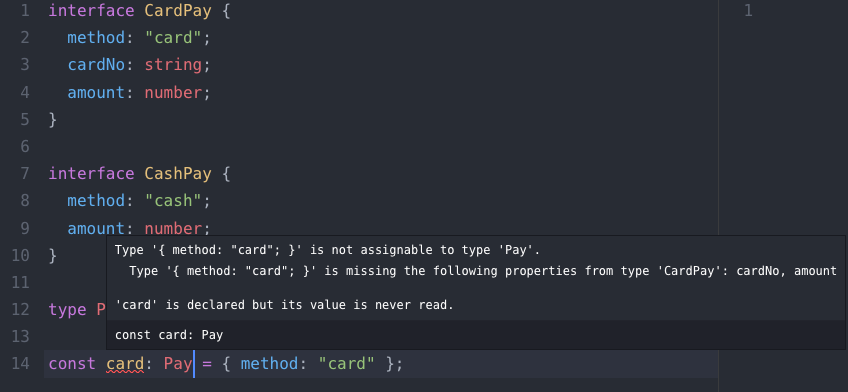 1 interface CardPay {
2 method: "card";
3 cardNo: string;
4 amount: number;
5 }
6
7 interface CashPay {
8 method: "cash";
9 amount: number;
10 }
11
12 type P
13
14 const card: Pay = { method: "card" };
Type '{ method: "card"; }' is not assignable to type 'Pay'.
Type '{ method: "card"; }' is missing the following properties from type 'CardPay': cardNo, amount
'card' is declared but its value is never read.
const card: Pay
1